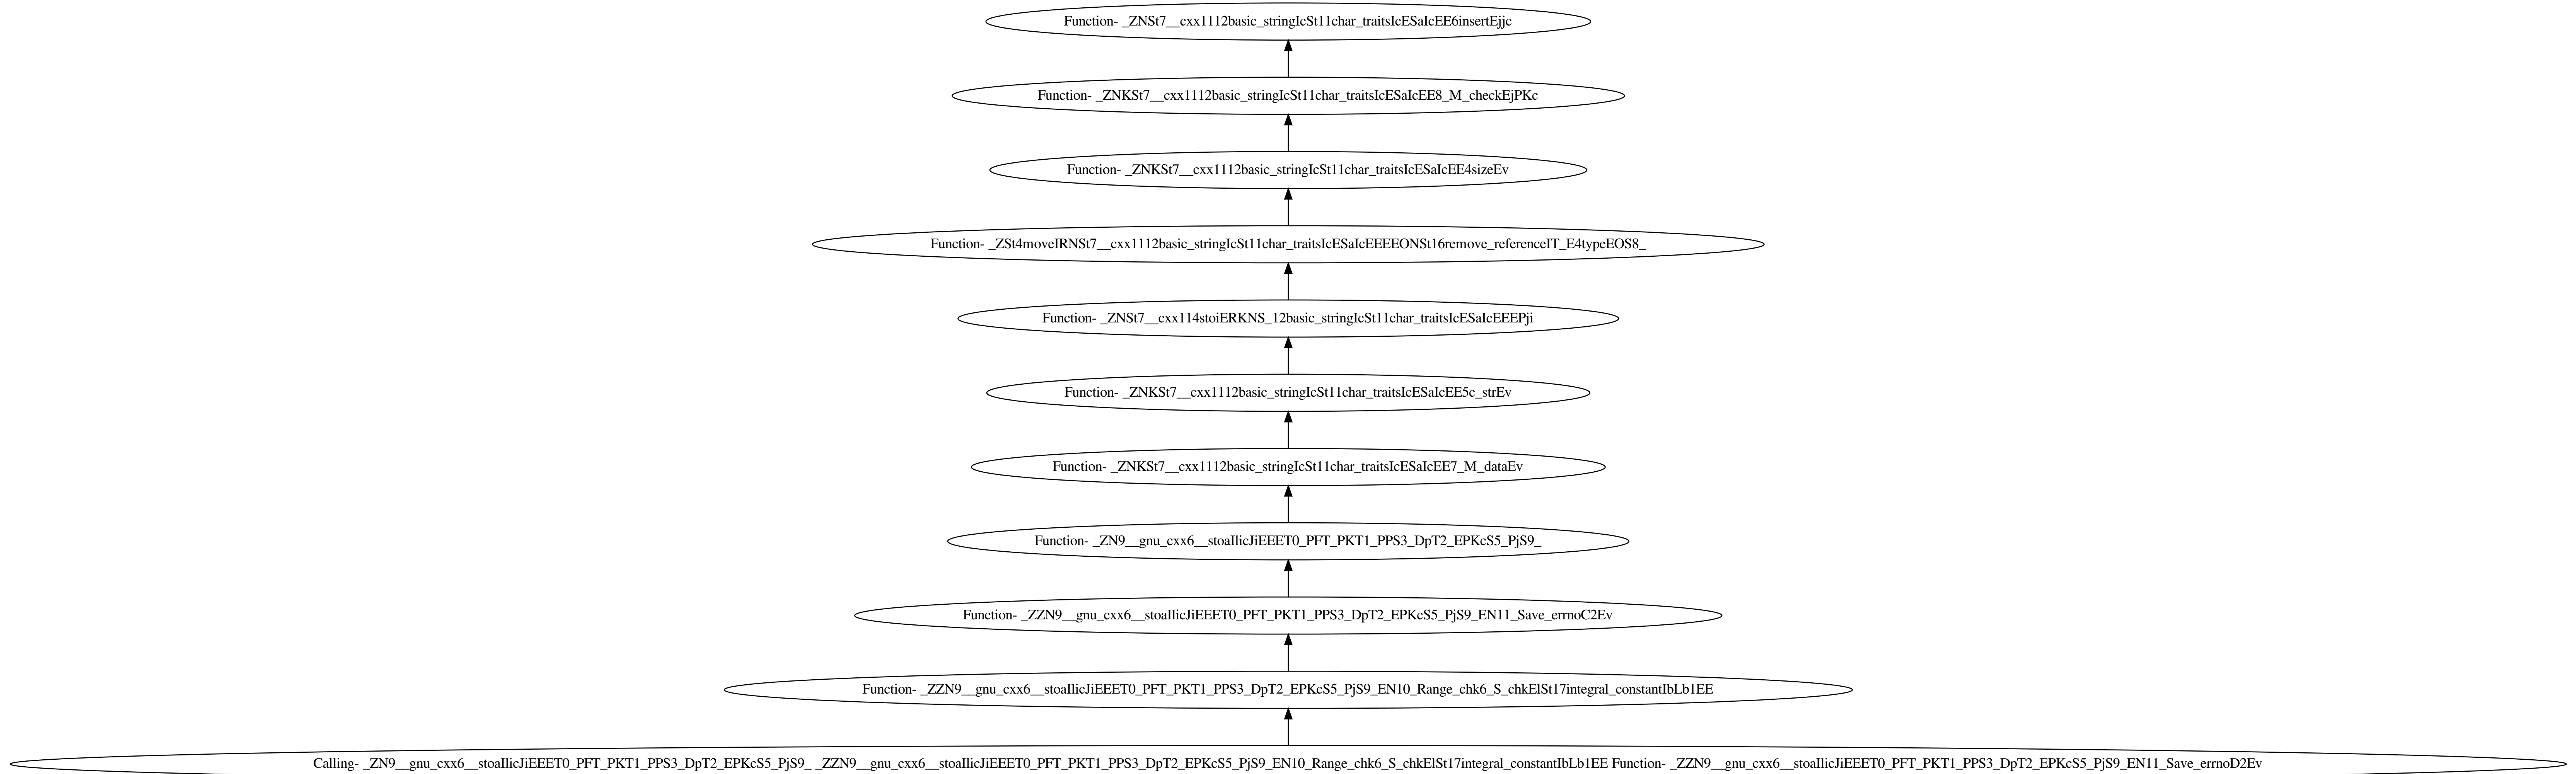 Function- _ZNSt7__cxx1112basic_stringIcSt11char_traitsIcESaIcEE6insertEjjc
Function- _ZNKSt7__cxx1112basic_stringIcSt11char_traitsIcESaIcEE8_M_checkEjPKc
Function- _ZNKSt7__cxx1112basic_stringIcSt11char_traitsIcESaIcEE4sizeEv
Function- _ZSt4moveIRNSt7__cxx1112basic_stringIcSt11char_traitsIcESaIcEEEEONSt16remove_referenceIT_E4typeEOS8_
Function- _ZNSt7__cxx114stoiERKNS_12basic_stringIcSt11char_traitsIcESaIcEEEPji
Function- _ZNKSt7__cxx1112basic_stringIcSt11char_traitsIcESaIcEE5c_strEv
Function- _ZNKSt7__cxx1112basic_stringIcSt11char_traitsIcESaIcEE7_M_dataEv
Function- _ZN9__gnu_cxx6__stoaIlicJiEEET0_PFT_PKT1_PPS3_DpT2_EPKcS5_PjS9_
Function- _ZZN9__gnu_cxx6__stoaIlicJiEEET0_PFT_PKT1_PPS3_DpT2_EPKcS5_PjS9_EN11_Save_errnoC2Ev
Function- _ZZN9__gnu_cxx6__stoaIlicJiEEET0_PFT_PKT1_PPS3_DpT2_EPKcS5_PjS9_EN10_Range_chk6_S_chkElSt17integral_constantIbLb1EE
Calling- _ZN9__gnu_cxx6__stoaIlicJiEEET0_PFT_PKT1_PPS3_DpT2_EPKcS5_PjS9_ _ZZN9__gnu_cxx6__stoaIlicJiEEET0_PFT_PKT1_PPS3_DpT2_EPKcS5_PjS9_EN10_Range_chk6_S_chkElSt17integral_constantIbLb1EE Function- _ZZN9__gnu_cxx6__stoaIlicJiEEET0_PFT_PKT1_PPS3_DpT2_EPKcS5_PjS9_EN11_Save_errnoD2Ev